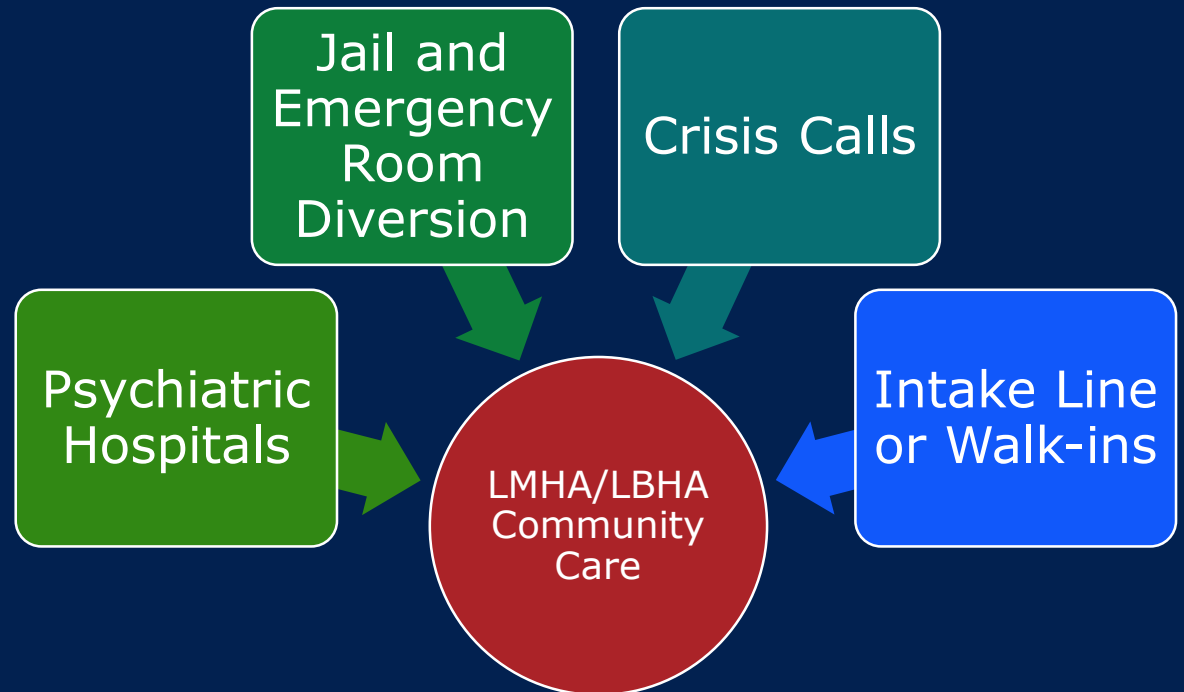 Jail and
Emergency
Room
Diversion
Crisis Calls
Psychiatric
Hospitals
Intake Line
or Walk-ins
LMHA/LBHA
Community
Care